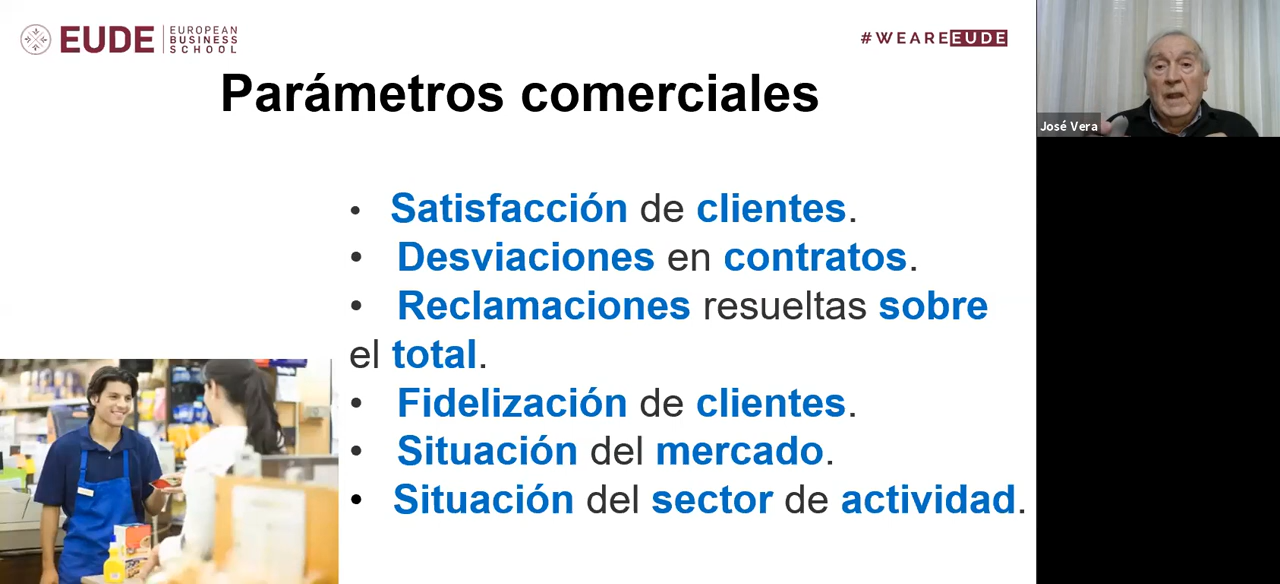 EUDE
EUROPEAN
BUSINESS
SCHOOL
#WEAREEUDE
Parámetros comerciales
José Vera
• Satisfacción de clientes.
• Desviaciones en contratos.
• Reclamaciones resueltas sobre
el total.
• Fidelización de clientes.
• Situación del mercado.
• Situación del sector de actividad.